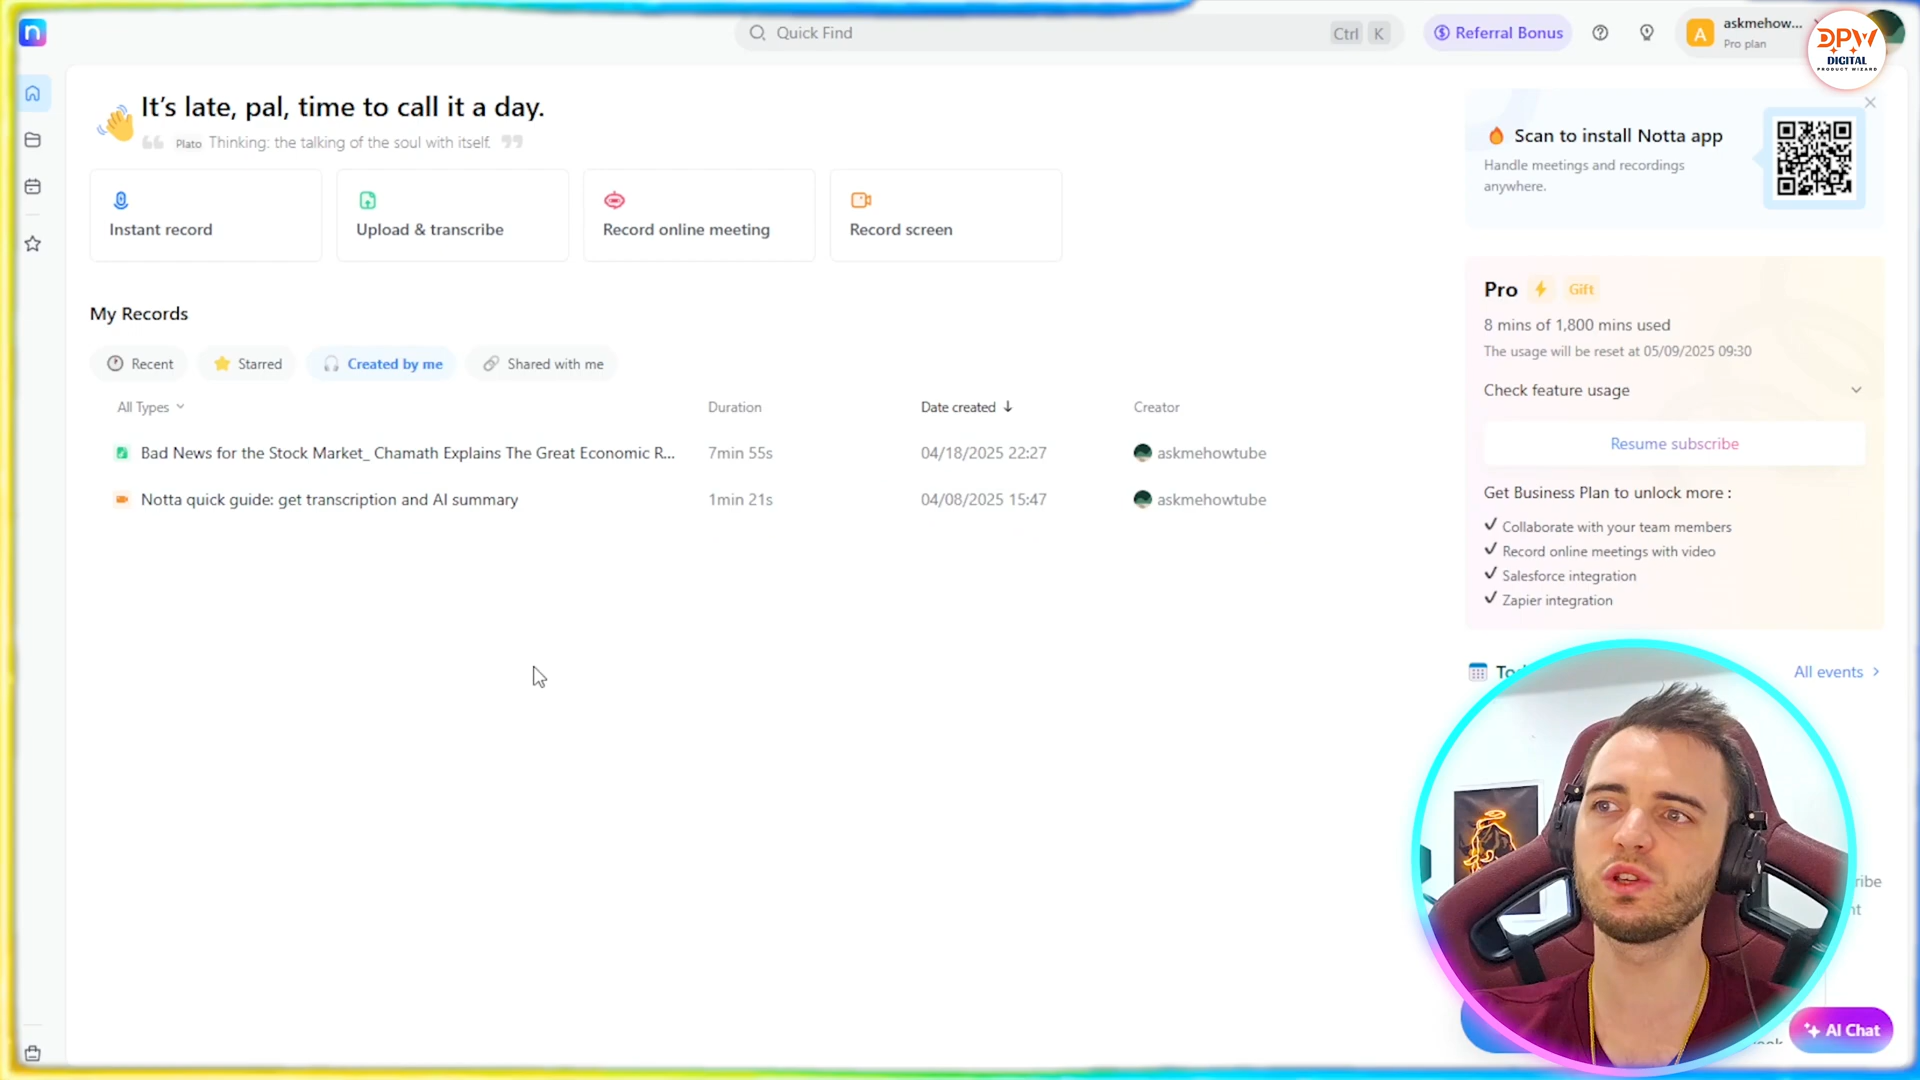 n
Quick Find
Ctrl K
Referral Bonus
A
askmehow...
Pro plan
DPW
DIGITAL
PRODUCT WIZARD
It's late, pal, time to call it a day.
Plato Thinking: the talking of the soul with itself.
Instant record
Upload & transcribe
Record online meeting
Record screen
My Records
Recent
Starred
Created by me
Shared with me
All Types
Duration
Date created
Creator
Bad News for the Stock Market_ Chamath Explains The Great Economic R...
7min 55s
04/18/2025 22:27
askmehowtube
Notta quick guide: get transcription and AI summary
1min 21s
04/08/2025 15:47
askmehowtube
Scan to install Notta app
Handle meetings and recordings
anywhere.
Pro
Gift
8 mins of 1,800 mins used
The usage will be reset at 05/09/2025 09:30
Check feature usage
Resume subscribe
Get Business Plan to unlock more :
Collaborate with your team members
Record online meetings with video
Salesforce integration
Zapier integration
All events
AI Chat